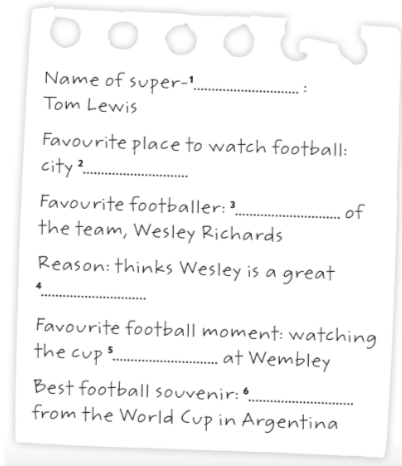 Name of super-¹.............................. :
Tom Lewis
Favourite place to watch football:
city ²..............................
Favourite footballer: ³.............................. of
the team, Wesley Richards
Reason: thinks Wesley is a great
⁴..............................
Favourite football moment: watching
the cup ⁵.............................. at Wembley
Best football souvenir: ⁶..............................
from the World Cup in Argentina